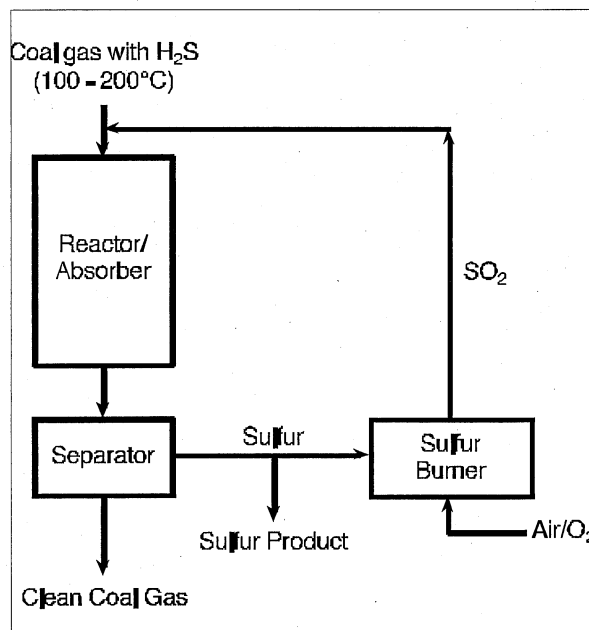 Coal gas with H₂S
(100 – 200°C)
Reactor/
Absorber
SO₂
Separator
Sulfur
Sulfur
Burner
Sulfur Product
Air/O₂
Clean Coal Gas